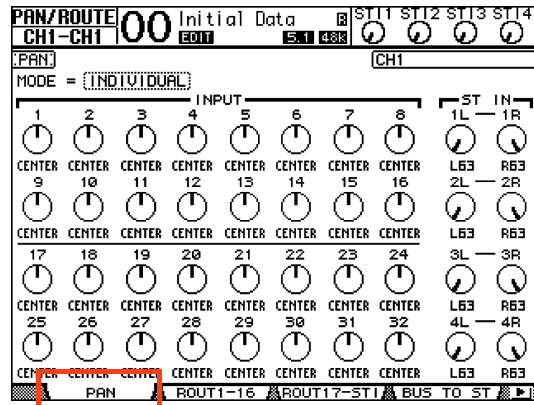 PAN/ROUTE 00 Initial Data STI1 STI2 STI3 STI4
CH1-CH1 EDIT 5.1 48K
PAN CH1
MODE = INDIVIDUAL
INPUT ST IN
1 2 3 4 5 6 7 8 1L 1R
CENTER CENTER CENTER CENTER CENTER CENTER CENTER CENTER L63 R63
9 10 11 12 13 14 15 16 2L 2R
CENTER CENTER CENTER CENTER CENTER CENTER CENTER CENTER L63 R63
17 18 19 20 21 22 23 24 3L 3R
CENTER CENTER CENTER CENTER CENTER CENTER CENTER CENTER L63 R63
25 26 27 28 29 30 31 32 4L 4R
CENTER CENTER CENTER CENTER CENTER CENTER CENTER CENTER L63 R63
PAN ROUT1-16 ROUT17-STI BUS TO ST